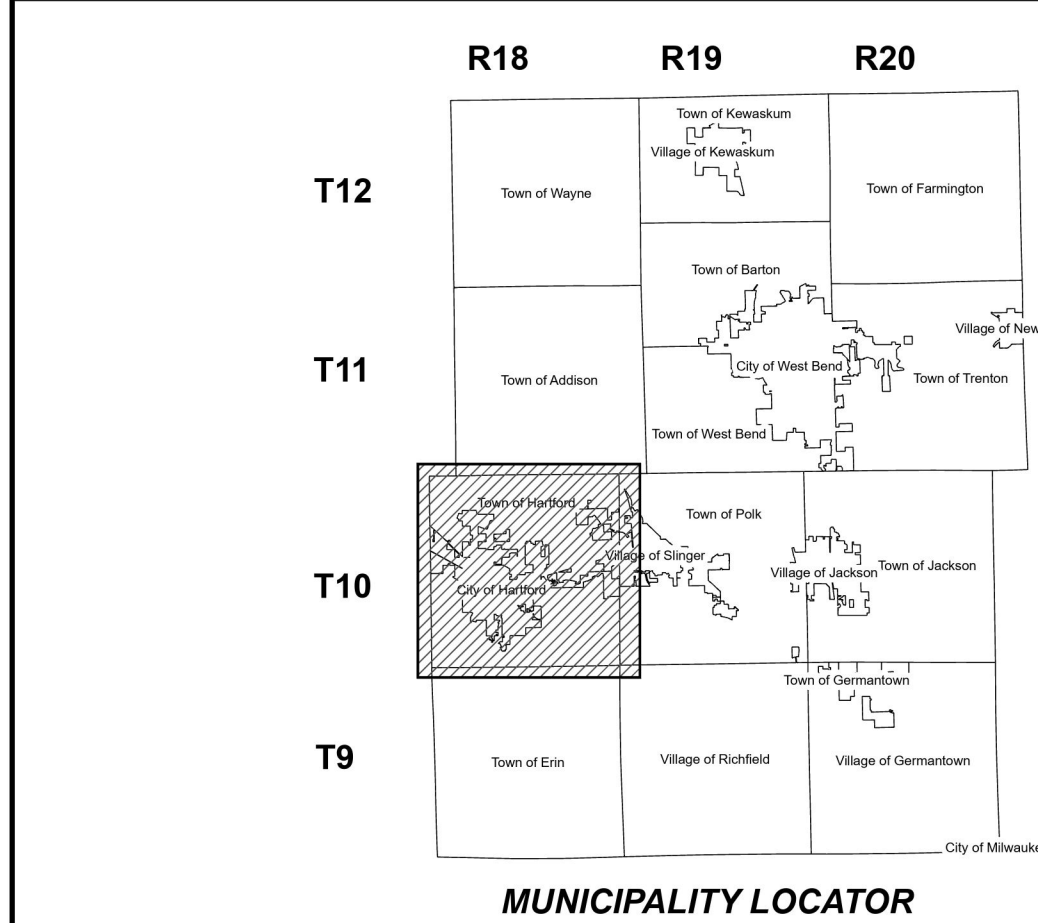 R18 R19 R20
Town of Kewaskum
Village of Kewaskum
T12
Town of Wayne
Town of Farmington
Town of Barton
Village of New
T11
City of West Bend
Town of Addison
Town of Trenton
Town of West Bend
Town of Hartford
Town of Polk
Village of Slinger
T10
Village of Jackson
Town of Jackson
City of Hartford
Town of Germantown
T9
Town of Erin
Village of Richfield
Village of Germantown
City of Milwauke
MUNICIPALITY LOCATOR